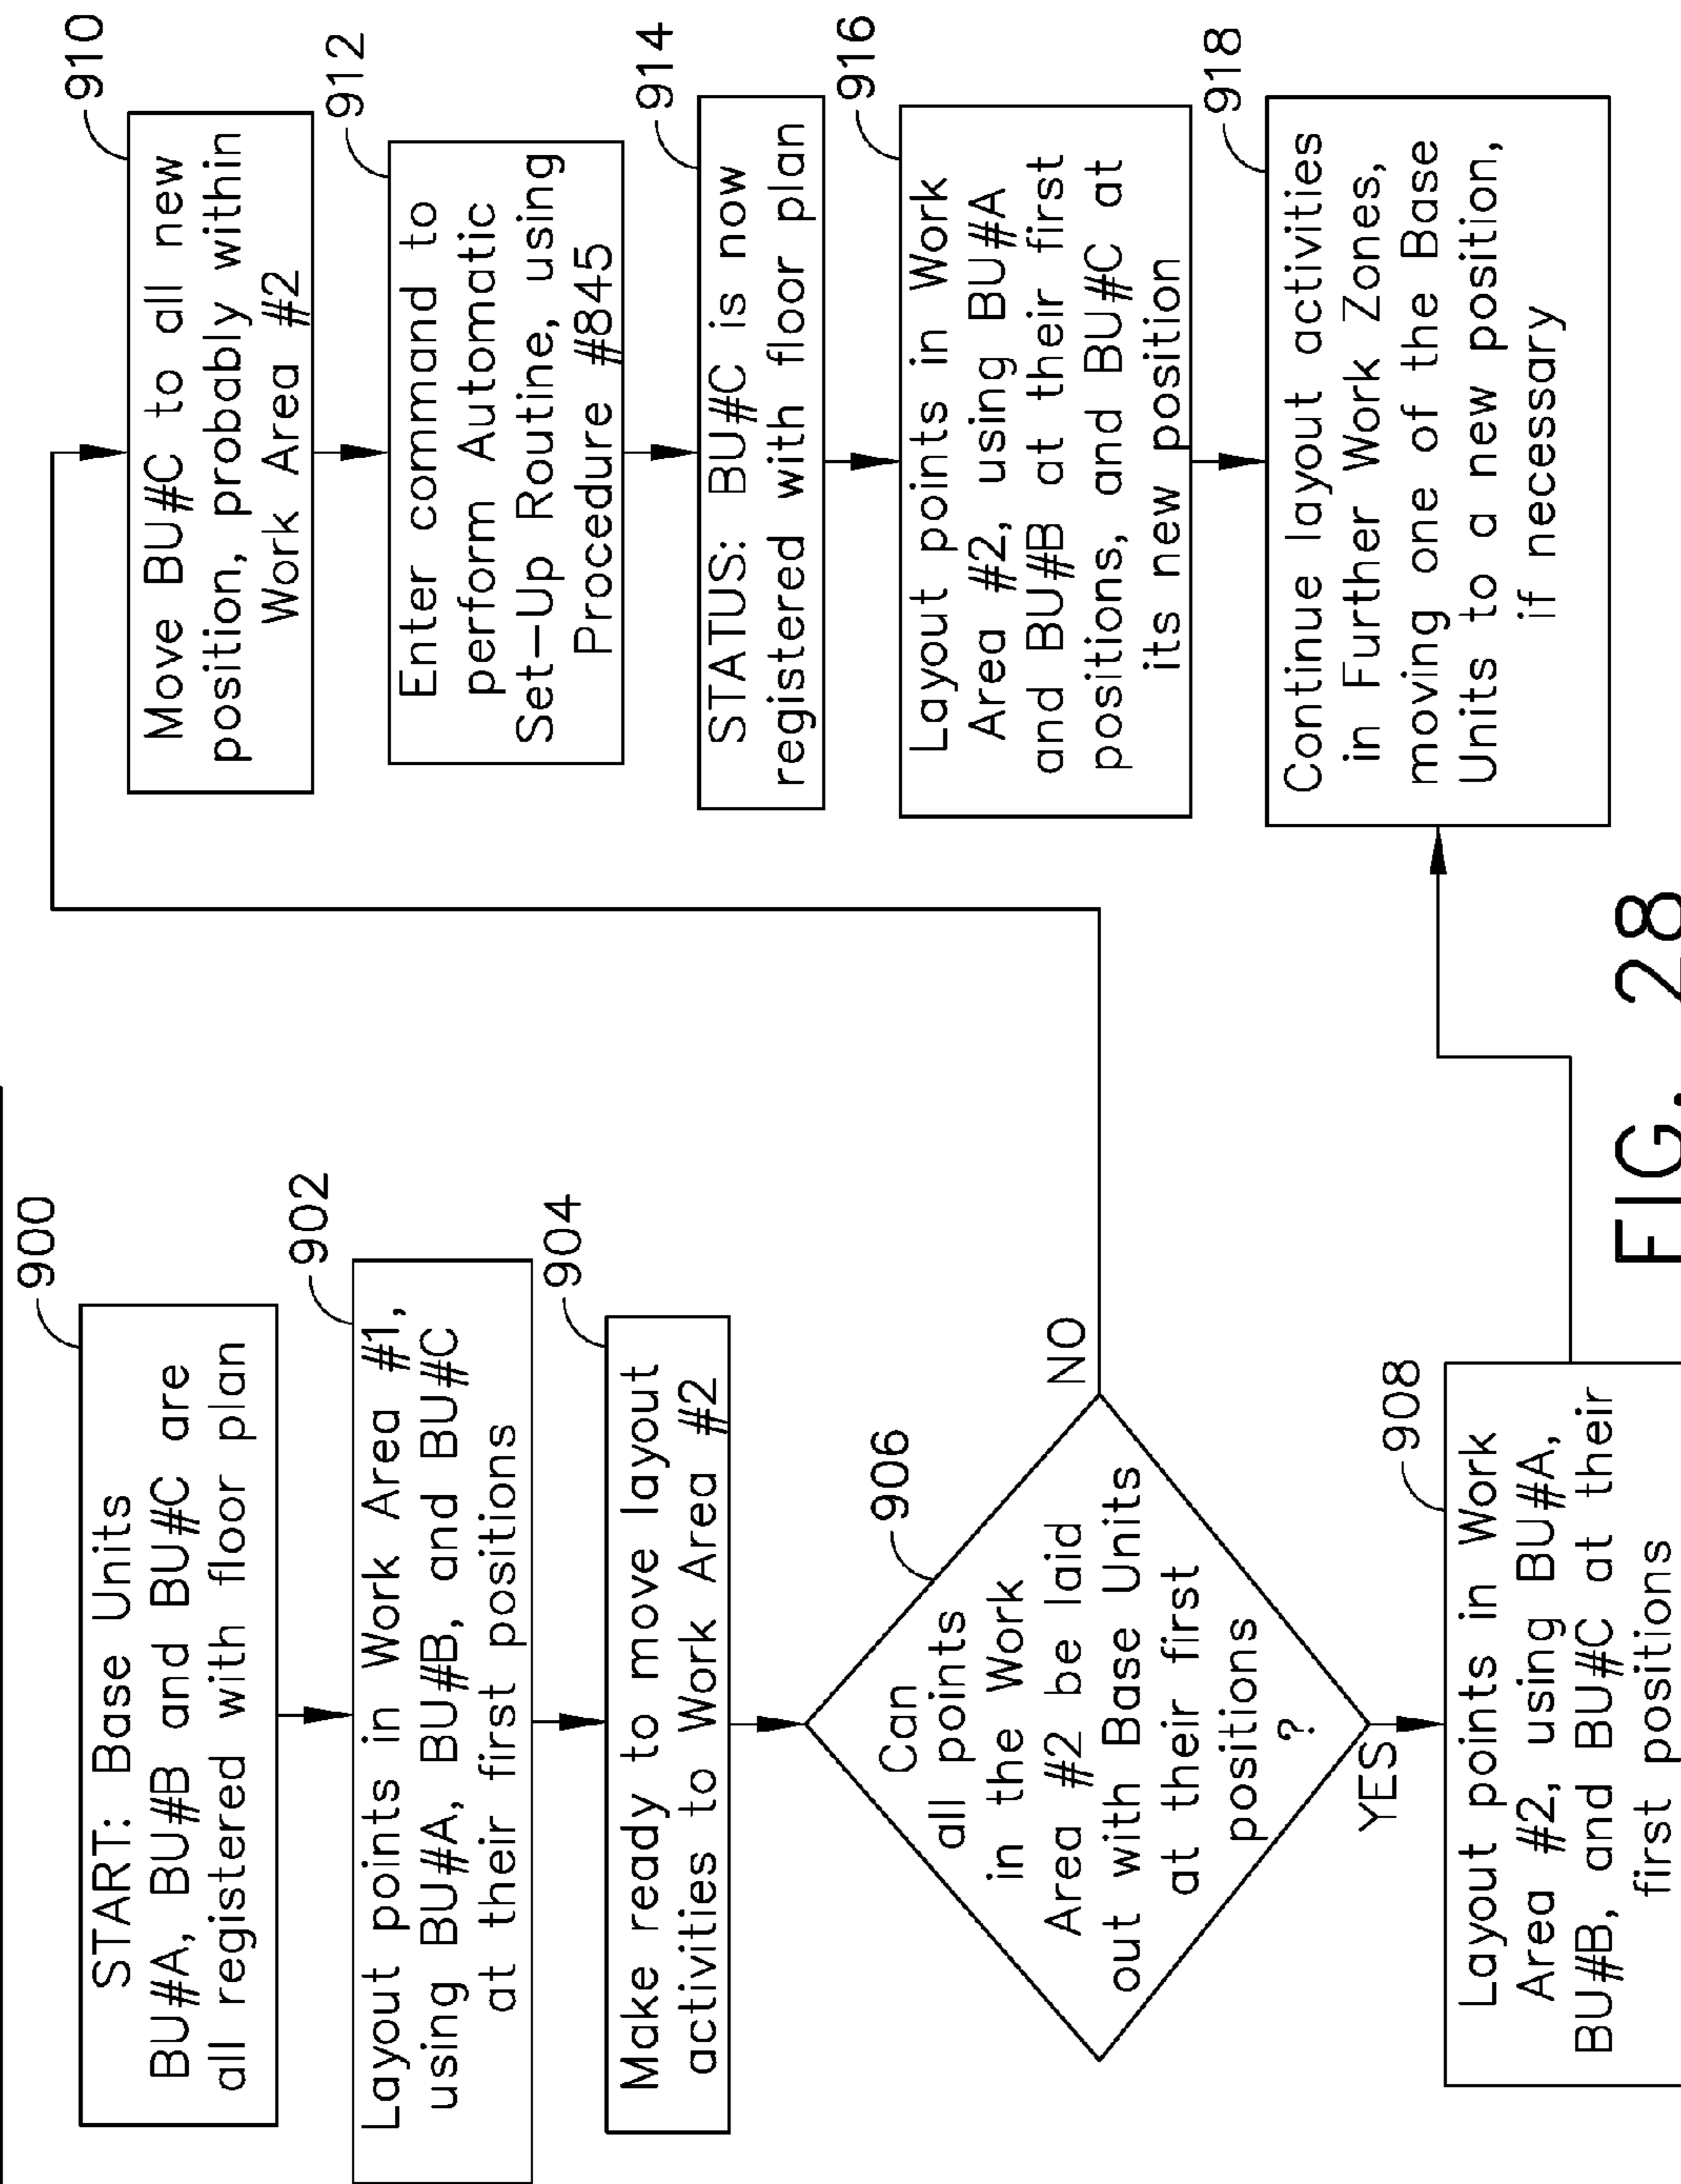 900
START: Base Units
BU#A, BU#B and BU#C are
all registered with floor plan
902
Layout points in Work Area #1,
using BU#A, BU#B, and BU#C
at their first positions
904
Make ready to move layout
activities to Work Area #2
906
Can
all points
in the Work
Area #2 be laid
out with Base Units
at their first
positions
?
NO
YES
908
Layout points in Work
Area #2, using BU#A,
BU#B, and BU#C at their
first positions
910
Move BU#C to all new
position, probably within
Work Area #2
912
Enter command to
perform Automatic
Set-Up Routine, using
Procedure #845
914
STATUS: BU#C is now
registered with floor plan
916
Layout points in Work
Area #2, using BU#A
and BU#B at their first
positions, and BU#C at
its new position
918
Continue layout activities
in Further Work Zones,
moving one of the Base
Units to a new position,
if necessary
FIG. 28